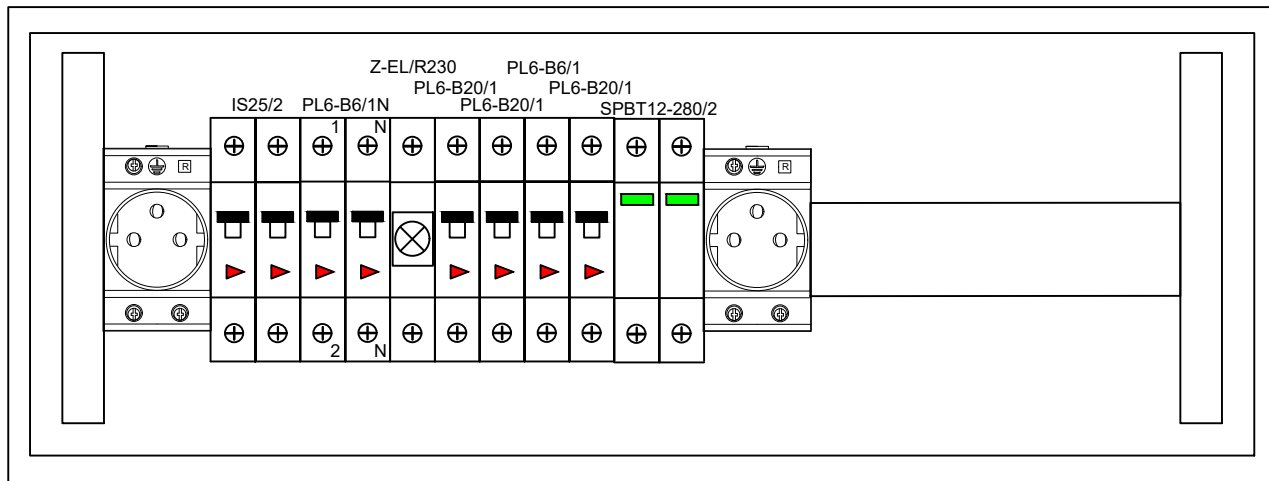 Z-EL/R230 PL6-B6/1
PL6-B20/1 PL6-B20/1
IS25/2 PL6-B6/1N PL6-B20/1 SPBT12-280/2
1 N
R R
2 N